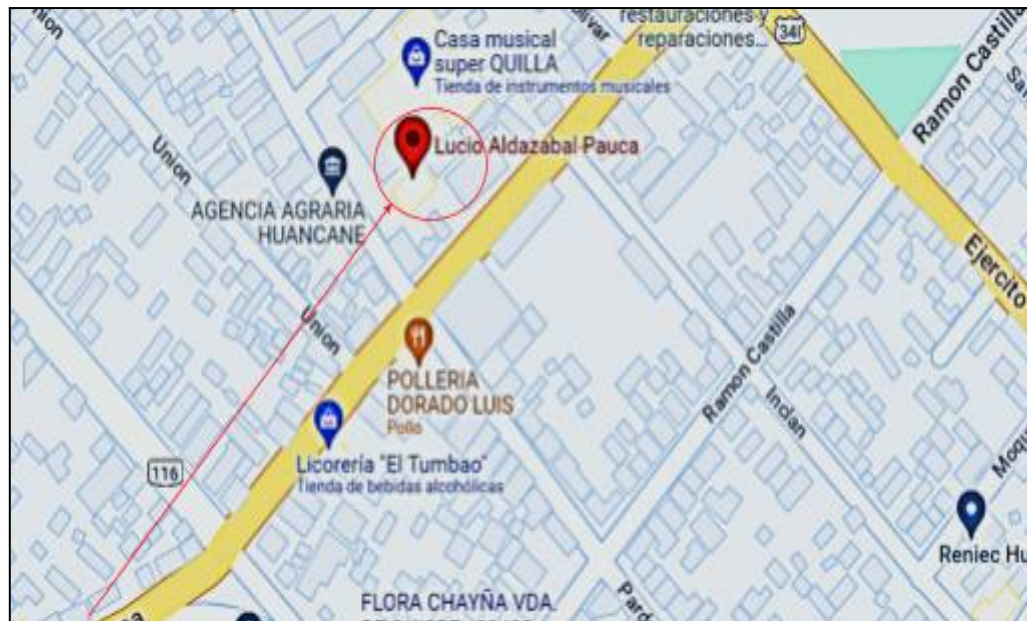 Union
Casa musical
super QUILLA
Tienda de instrumentos musicales
restauraciones y
reparaciones...
341
Ramon Castilla
Union
Lucio Aldazabal Pauca
AGENCIA AGRARIA
HUANCANE
Ejercito
Union
POLLERIA
DORADO LUIS
Pollo
Ramon Castilla
Inclan
Licorería "El Tumbao"
Tienda de bebidas alcohólicas
116
Reniec Hu
FLORA CHAYÑA VDA.